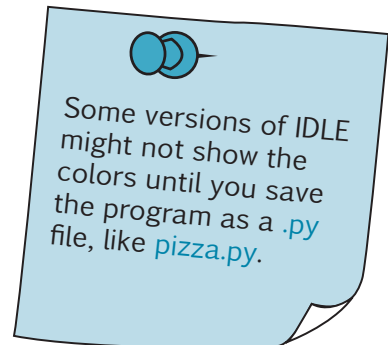 Some versions of IDLE
might not show the
colors until you save
the program as a .py
file, like pizza.py.